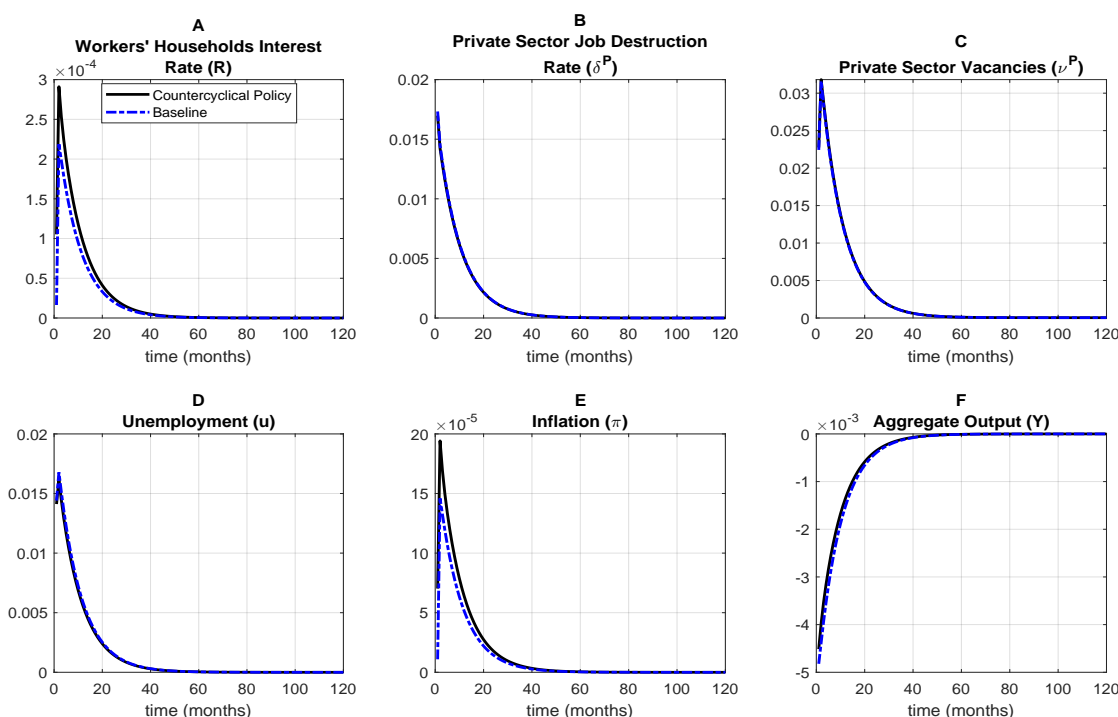 A
Workers' Households Interest
Rate (R)
×10⁻⁴
3
2.5
2
1.5
1
0.5
0
Countercyclical Policy
Baseline
0 20 40 60 80 100 120
time (months)
B
Private Sector Job Destruction
Rate (δᴾ)
0.02
0.015
0.01
0.005
0
0 20 40 60 80 100 120
time (months)
C
Private Sector Vacancies (νᴾ)
0.03
0.025
0.02
0.015
0.01
0.005
0
0 20 40 60 80 100 120
time (months)
D
Unemployment (u)
0.02
0.015
0.01
0.005
0
0 20 40 60 80 100 120
time (months)
E
Inflation (π)
×10⁻⁵
20
15
10
5
0
0 20 40 60 80 100 120
time (months)
F
Aggregate Output (Y)
×10⁻³
0
-1
-2
-3
-4
-5
0 20 40 60 80 100 120
time (months)